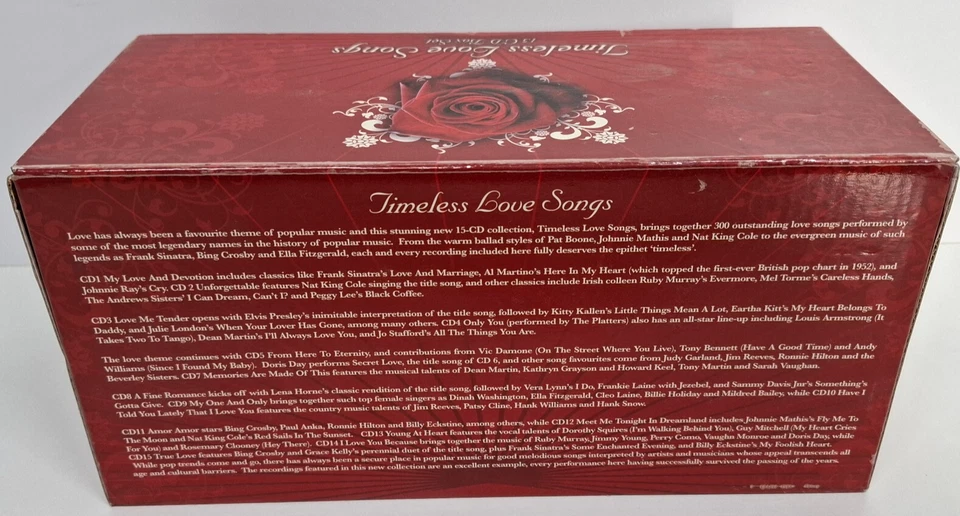 Timeless Love Songs
15 CD Box Set
Timeless Love Songs
Love has always been a favourite theme of popular music and this stunning new 15-CD collection, Timeless Love Songs, brings together 300 outstanding love songs performed by
some of the most legendary names in the history of popular music. From the warm ballad styles of Pat Boone, Johnnie Mathis and Nat King Cole to the evergreen music of such
legends as Frank Sinatra, Bing Crosby and Ella Fitzgerald, each and every recording included here fully deserves the epithet 'timeless'.
CD1 My Love And Devotion includes classics like Frank Sinatra's Love And Marriage, Al Martino's Here In My Heart (which topped the first-ever British pop chart in 1952), and
Johnnie Ray's Cry. CD 2 Unforgettable features Nat King Cole singing the title song, and other classics include Irish colleen Ruby Murray's Evermore, Mel Torme's Careless Hands,
The Andrews Sisters' I Can Dream, Can't I? and Peggy Lee's Black Coffee.
CD3 Love Me Tender opens with Elvis Presley's inimitable interpretation of the title song, followed by Kitty Kallen's Little Things Mean A Lot, Eartha Kitt's My Heart Belongs To
Daddy, and Julie London's When Your Lover Has Gone, among many others. CD4 Only You (performed by The Platters) also has an all-star line-up including Louis Armstrong (It
Takes Two To Tango), Dean Martin's I'll Always Love You, and Jo Stafford's All The Things You Are.
The love theme continues with CD5 From Here To Eternity, and contributions from Vic Damone (On The Street Where You Live), Tony Bennett (Have A Good Time) and Andy
Williams (Since I Found My Baby). Doris Day performs Secret Love, the title song of CD 6, and other song favourites come from Judy Garland, Jim Reeves, Ronnie Hilton and the
Beverley Sisters. CD7 Memories Are Made Of This features the musical talents of Dean Martin, Kathryn Grayson and Howard Keel, Tony Martin and Sarah Vaughan.
CD8 A Fine Romance kicks off with Lena Horne's classic rendition of the title song, followed by Vera Lynn's I Do, Frankie Laine with Jezebel, and Sammy Davis Jur's Something's
Gotta Give. CD9 My One And Only brings together such top female singers as Dinah Washington, Ella Fitzgerald, Cleo Laine, Billie Holiday and Mildred Bailey, while CD10 Have I
Told You Lately That I Love You features the country music talents of Jim Reeves, Patsy Cline, Hank Williams and Hank Snow.
CD11 Amor Amor stars Bing Crosby, Paul Anka, Ronnie Hilton and Billy Eckstine, among others, while CD12 Meet Me Tonight In Dreamland includes Johnnie Mathis's Fly Me To
The Moon and Nat King Cole's Red Sails In The Sunset. CD13 Young At Heart features the vocal talents of Dorothy Squires (I'm Walking Behind You), Guy Mitchell (My Heart Cries
For You) and Rosemary Clooney (Hey There). CD14 I Love You Because brings together the music of Ruby Murray, Jimmy Young, Perry Como, Vaughn Monroe and Doris Day, while
CD15 True Love features Bing Crosby and Grace Kelly's perennial duet of the title song, plus Frank Sinatra's Some Enchanted Evening, and Billy Eckstine's My Foolish Heart.
While pop trends come and go, there has always been a secure place in popular music for good melodious songs interpreted by artists and musicians whose appeal transcends all
age and cultural barriers. The recordings featured in this new collection are an excellent example, every performance here having successfully survived the passing of the years.